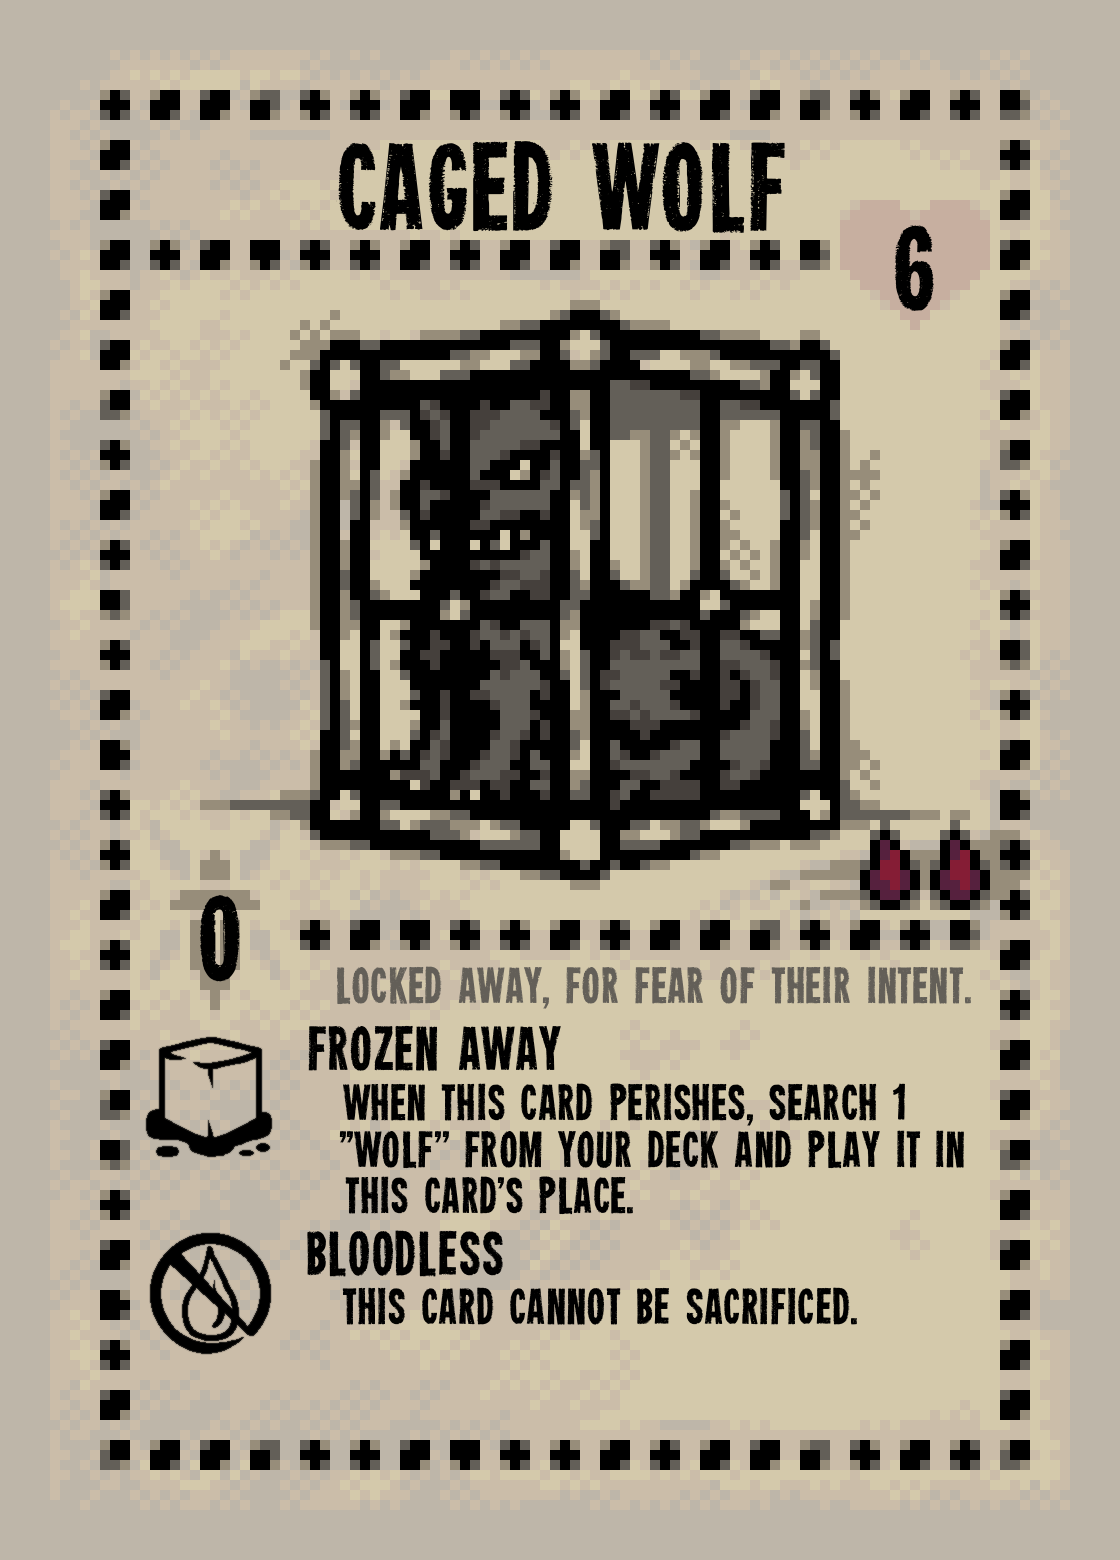 CAGED WOLF
6
0
LOCKED AWAY, FOR FEAR OF THEIR INTENT.
FROZEN AWAY
WHEN THIS CARD PERISHES, SEARCH 1
"WOLF" FROM YOUR DECK AND PLAY IT IN
THIS CARD'S PLACE.
BLOODLESS
THIS CARD CANNOT BE SACRIFICED.